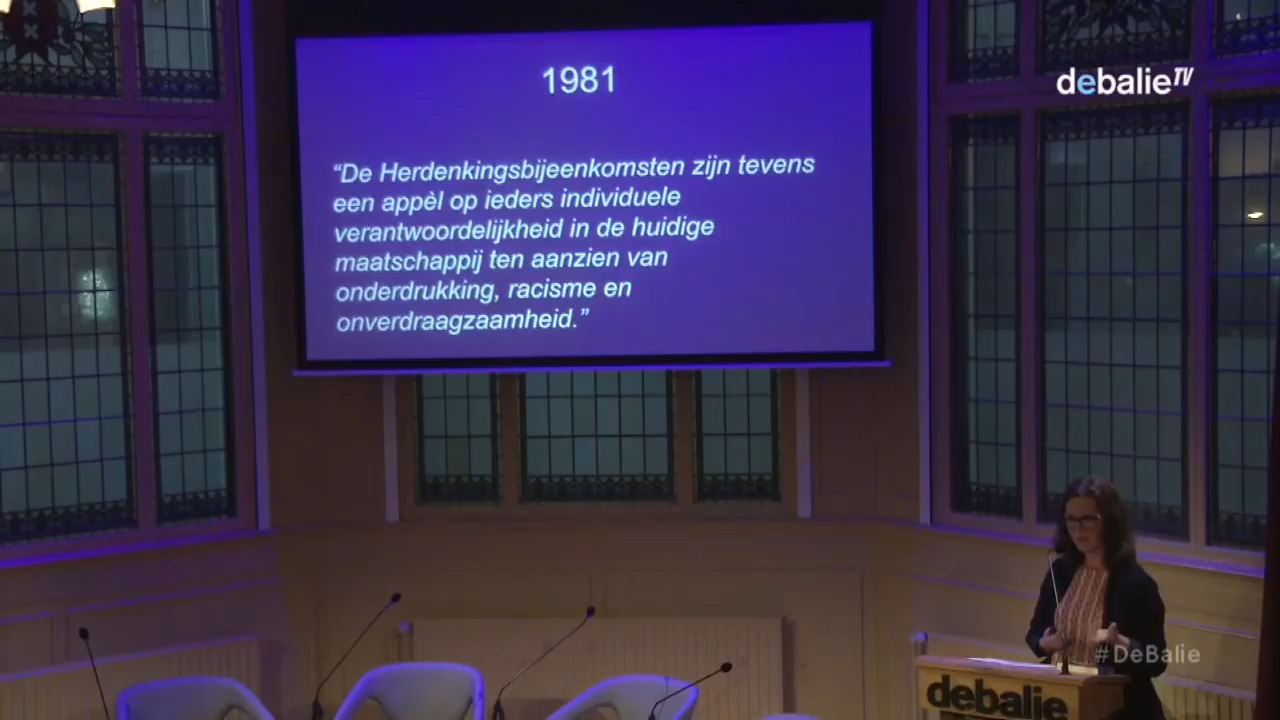 1981
debalieTV
“De Herdenkingsbijeenkomsten zijn tevens
een appèl op ieders individuele
verantwoordelijkheid in de huidige
maatschappij ten aanzien van
onderdrukking, racisme en
onverdraagzaamheid.”
#DeBalie
debalie